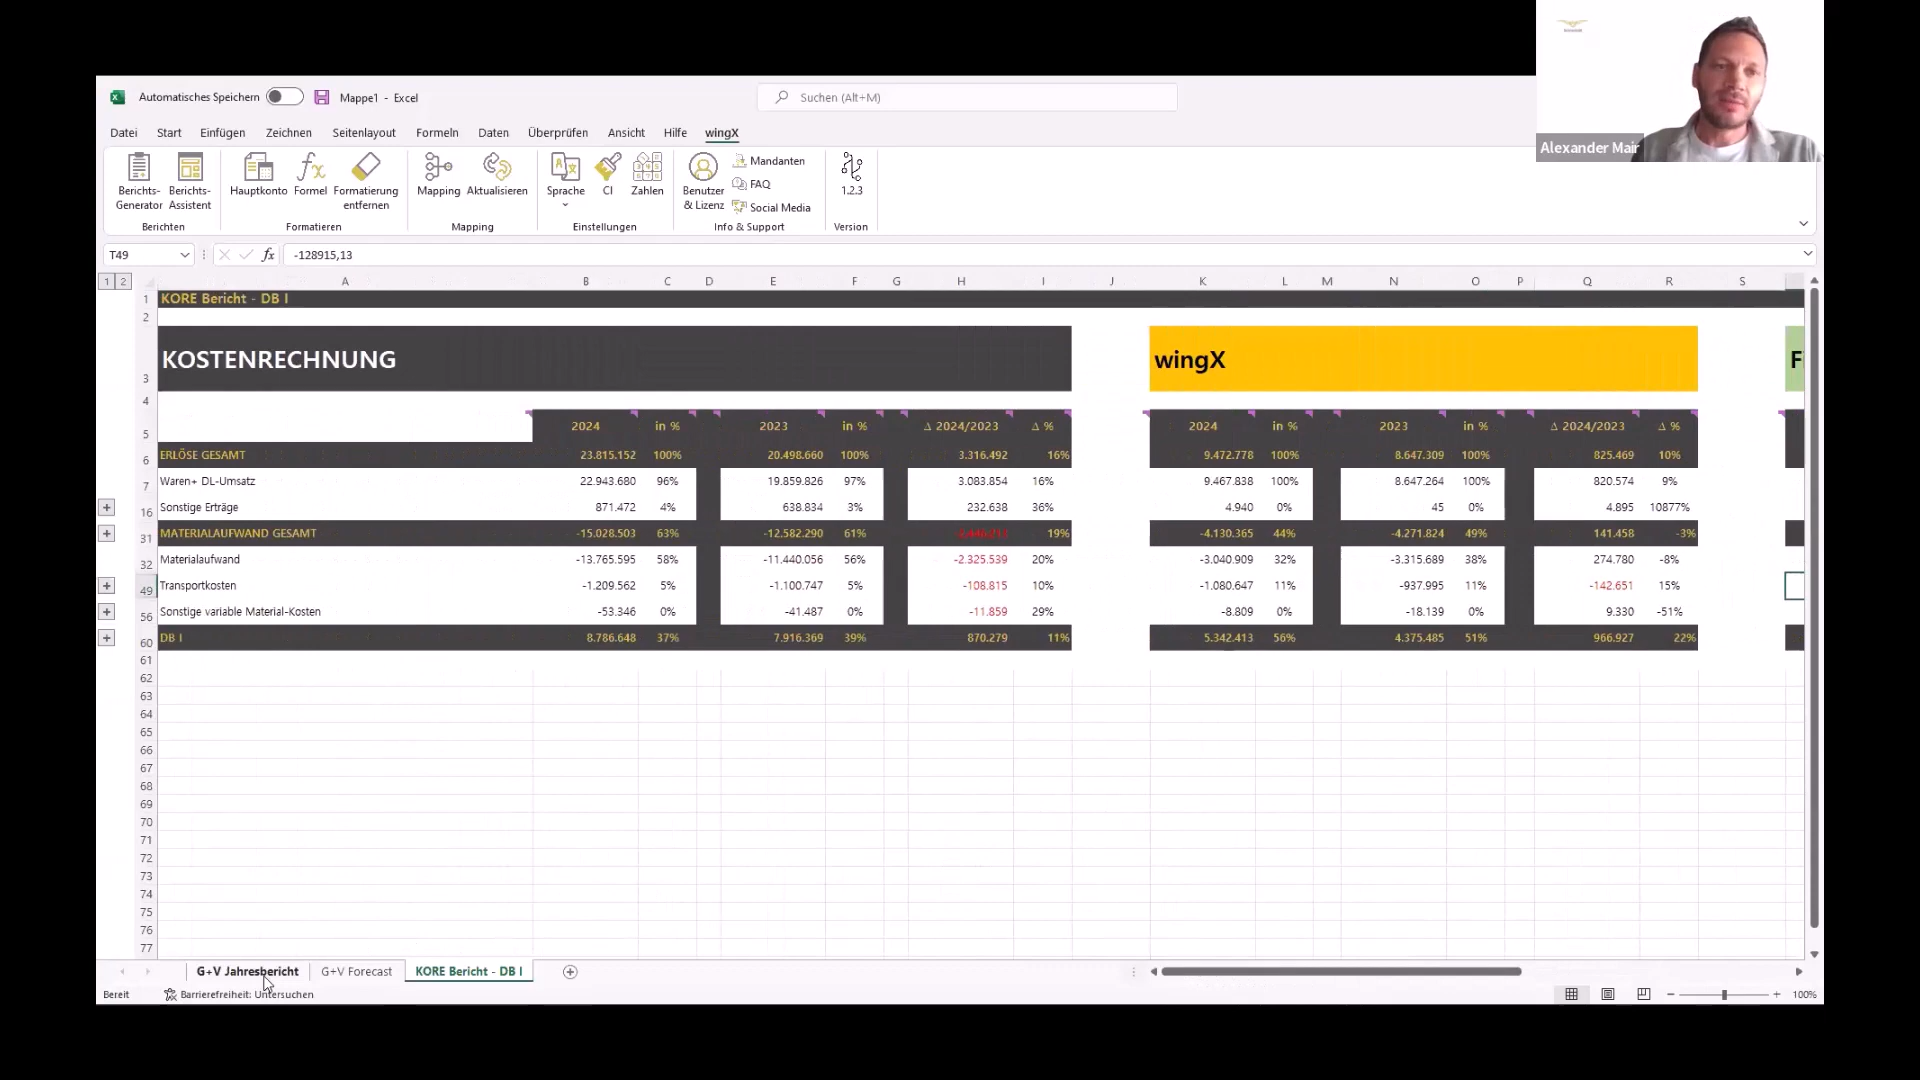 Alexander Mair
Automatisches Speichern Mappe1 - Excel Suchen (Alt+M)
Datei Start Einfügen Zeichnen Seitenlayout Formeln Daten Überprüfen Ansicht Hilfe wingX
Berichts-Generator Berichts-Assistent Hauptkonto Formel Formatierung entfernen Mapping Aktualisieren Sprache CI Zahlen Benutzer & Lizenz Mandanten FAQ Social Media 1.2.3
Berichten Formatieren Mapping Einstellungen Info & Support Version
T49 fx -128915,13
1 2 A B C D E F G H I J K L M N O P Q R S
1 KORE Bericht - DB I
2
3 KOSTENRECHNUNG wingX F
4
5 2024 in % 2023 in % Δ 2024/2023 Δ % 2024 in % 2023 in % Δ 2024/2023 Δ %
6 ERLÖSE GESAMT 23.815.152 100% 20.498.660 100% 3.316.492 16% 9.472.778 100% 8.647.309 100% 825.469 10%
7 Waren+ DL-Umsatz 22.943.680 96% 19.859.826 97% 3.083.854 16% 9.467.838 100% 8.647.264 100% 820.574 9%
16 Sonstige Erträge 871.472 4% 638.834 3% 232.638 36% 4.940 0% 45 0% 4.895 10877%
31 MATERIALAUFWAND GESAMT -15.028.503 63% -12.582.290 61% 19% -4.130.365 44% -4.271.824 49% 141.458 -3%
32 Materialaufwand -13.765.595 58% -11.440.056 56% -2.325.539 20% -3.040.909 32% -3.315.689 38% 274.780 -8%
49 Transportkosten -1.209.562 5% -1.100.747 5% -108.815 10% -1.080.647 11% -937.995 11% -142.651 15%
56 Sonstige variable Material-Kosten -53.346 0% -41.487 0% -11.859 29% -8.809 0% -18.139 0% 9.330 -51%
60 DB I 8.786.648 37% 7.916.369 39% 870.279 11% 5.342.413 56% 4.375.485 51% 966.927 22%
61
62
63
64
65
66
67
68
69
70
71
72
73
74
75
76
77
G+V Jahresbericht G+V Forecast KORE Bericht - DB I
Bereit Barrierefreiheit: Untersuchen 100%